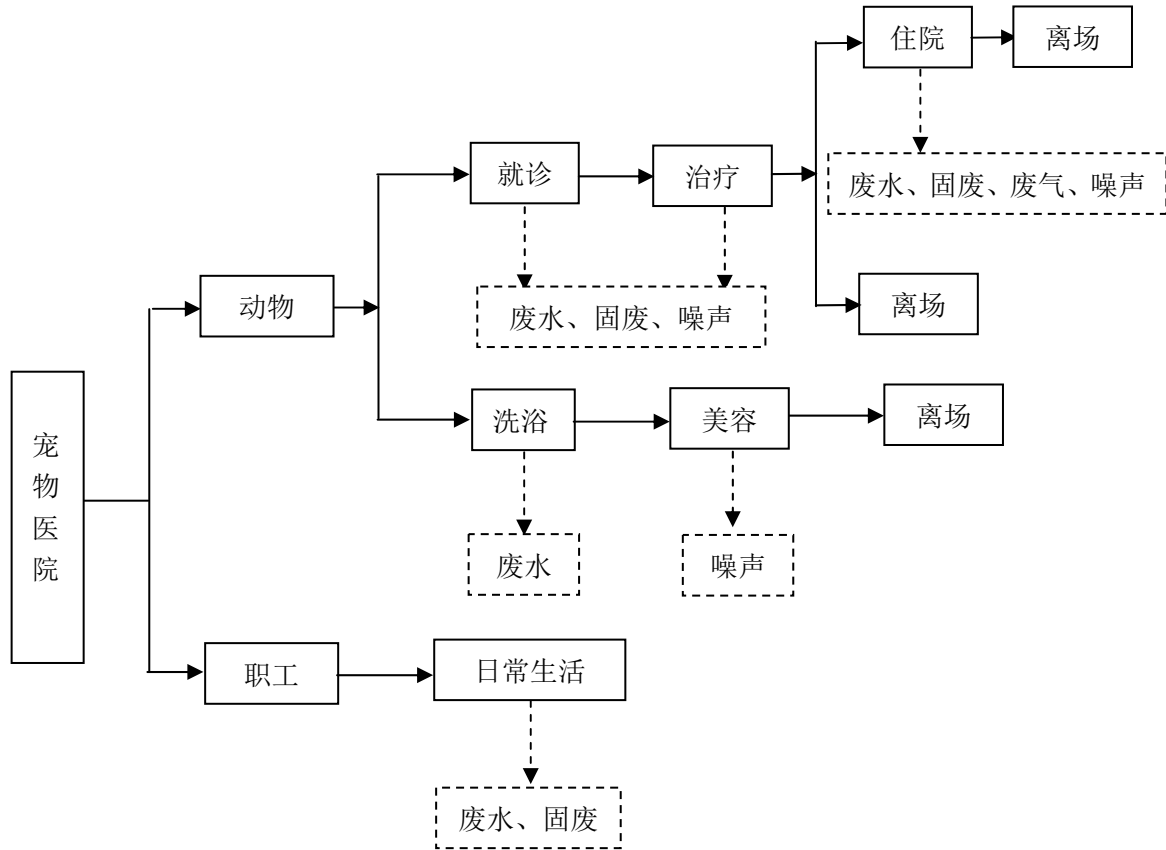 住院
离场
就诊
治疗
废水、固废、废气、噪声
动物
废水、固废、噪声
离场
宠物医院
洗浴
美容
离场
废水
噪声
职工
日常生活
废水、固废